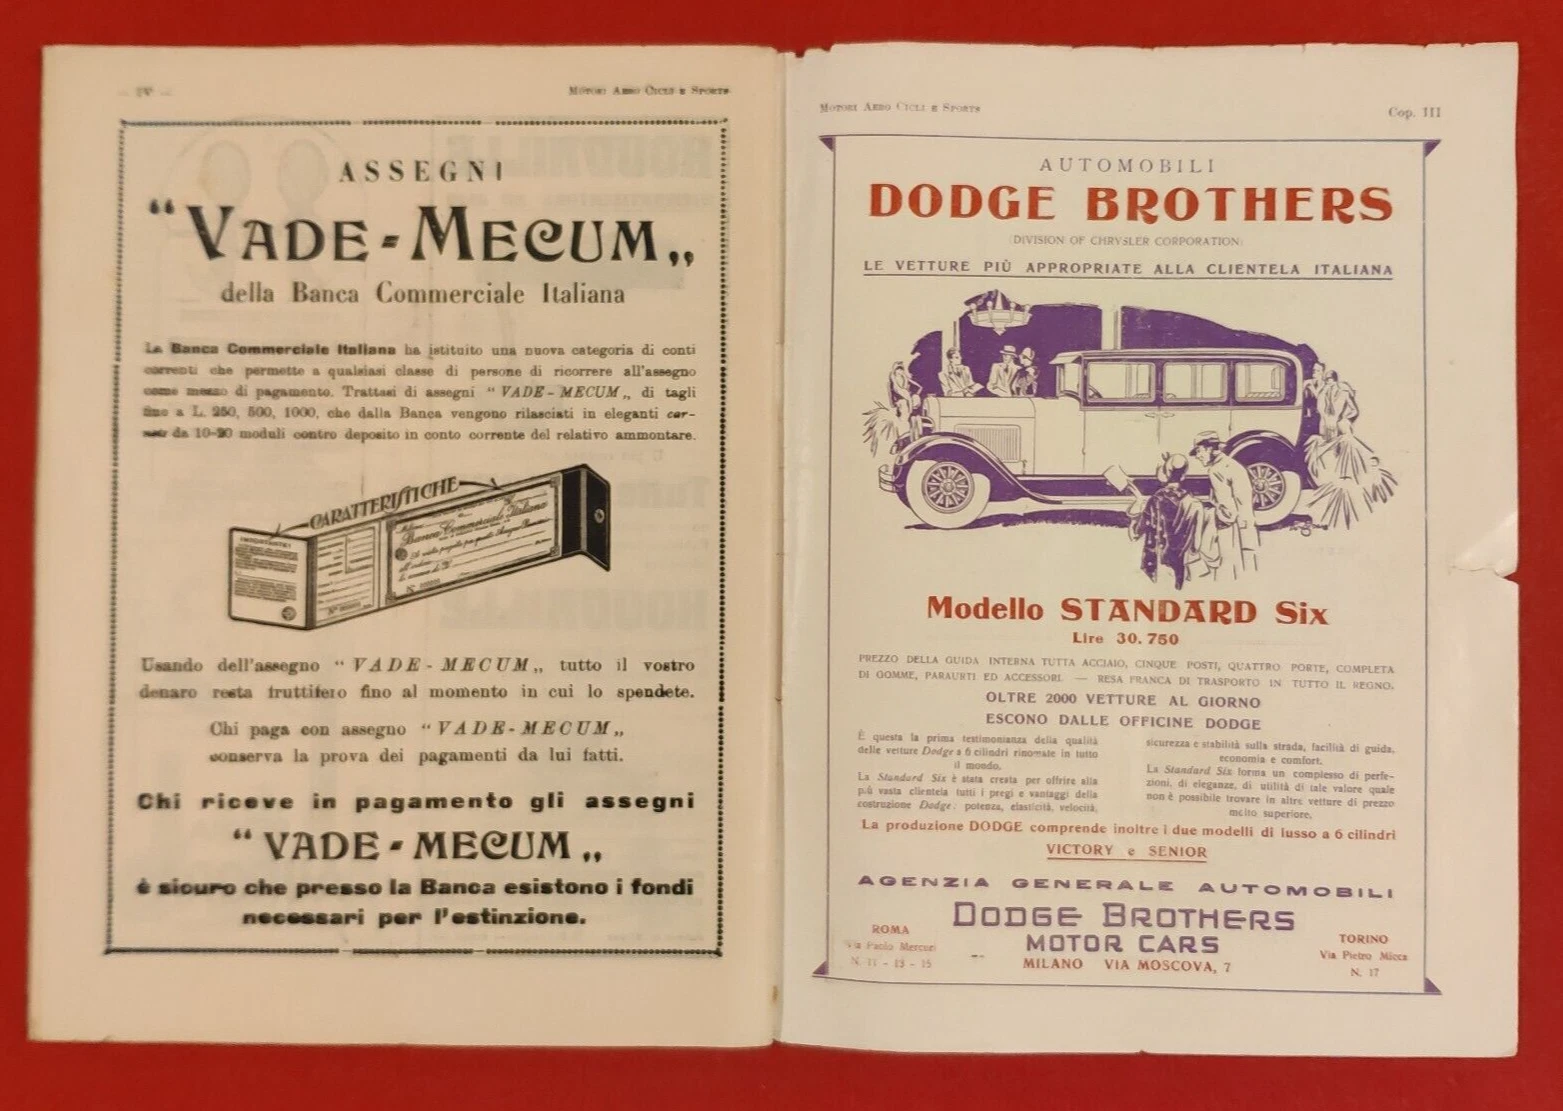 — IV —
Motori Aero Cicli e Sports
ASSEGNI
“VADE-MECUM„
della Banca Commerciale Italiana
La Banca Commerciale Italiana ha istituito una nuova categoria di conti
correnti che permette a qualsiasi classe di persone di ricorrere all'assegno
come mezzo di pagamento. Trattasi di assegni “VADE-MECUM„ di tagli
fino a L. 250, 500, 1000, che dalla Banca vengono rilasciati in eleganti car-
nets da 10-20 moduli contro deposito in conto corrente del relativo ammontare.
CARATTERISTICHE
IMPORTANTE!
Banca Commerciale Italiana
Usando dell'assegno “VADE-MECUM„ tutto il vostro
denaro resta fruttifero fino al momento in cui lo spendete.
Chi paga con assegno “VADE-MECUM„
conserva la prova dei pagamenti da lui fatti.
Chi riceve in pagamento gli assegni
“VADE-MECUM„
è sicuro che presso la Banca esistono i fondi
necessari per l'estinzione.
Motori Aero Cicli e Sports
Cop. III
AUTOMOBILI
DODGE BROTHERS
(DIVISION OF CHRYSLER CORPORATION)
LE VETTURE PIÙ APPROPRIATE ALLA CLIENTELA ITALIANA
Modello STANDARD Six
Lire 30.750
PREZZO DELLA GUIDA INTERNA TUTTA ACCIAIO, CINQUE POSTI, QUATTRO PORTE, COMPLETA
DI GOMME, PARAURTI ED ACCESSORI. — RESA FRANCA DI TRASPORTO IN TUTTO IL REGNO.
OLTRE 2000 VETTURE AL GIORNO
ESCONO DALLE OFFICINE DODGE
È questa la prima testimonianza della qualità
delle vetture Dodge a 6 cilindri rinomate in tutto
il mondo.
La Standard Six è stata creata per offrire alla
più vasta clientela tutti i pregi e vantaggi della
costruzione Dodge: potenza, elasticità, velocità,
sicurezza e stabilità sulla strada, facilità di guida,
economia e comfort.
La Standard Six forma un complesso di perfe-
zioni, di eleganze, di utilità di tale valore quale
non è possibile trovare in altre vetture di prezzo
molto superiore.
La produzione DODGE comprende inoltre i due modelli di lusso a 6 cilindri
VICTORY e SENIOR
AGENZIA GENERALE AUTOMOBILI
DODGE BROTHERS
MOTOR CARS
MILANO VIA MOSCOVA, 7
ROMA
Via Paolo Mercuri
N. 11 - 13 - 15
TORINO
Via Pietro Micca
N. 17